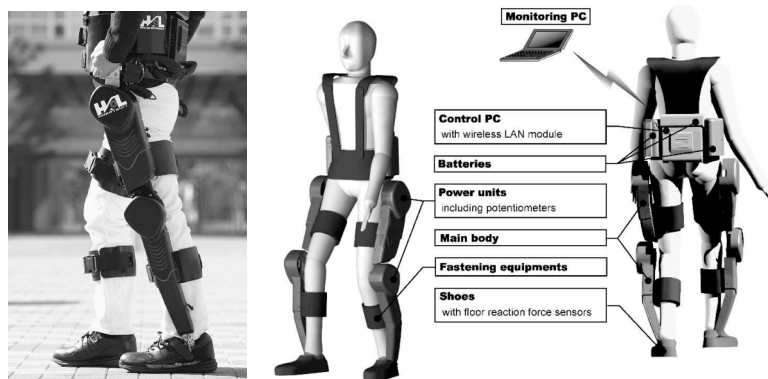 HAL
HAL
Monitoring PC
Control PC
with wireless LAN module
Batteries
Power units
including potentiometers
Main body
Fastening equipments
Shoes
with floor reaction force sensors